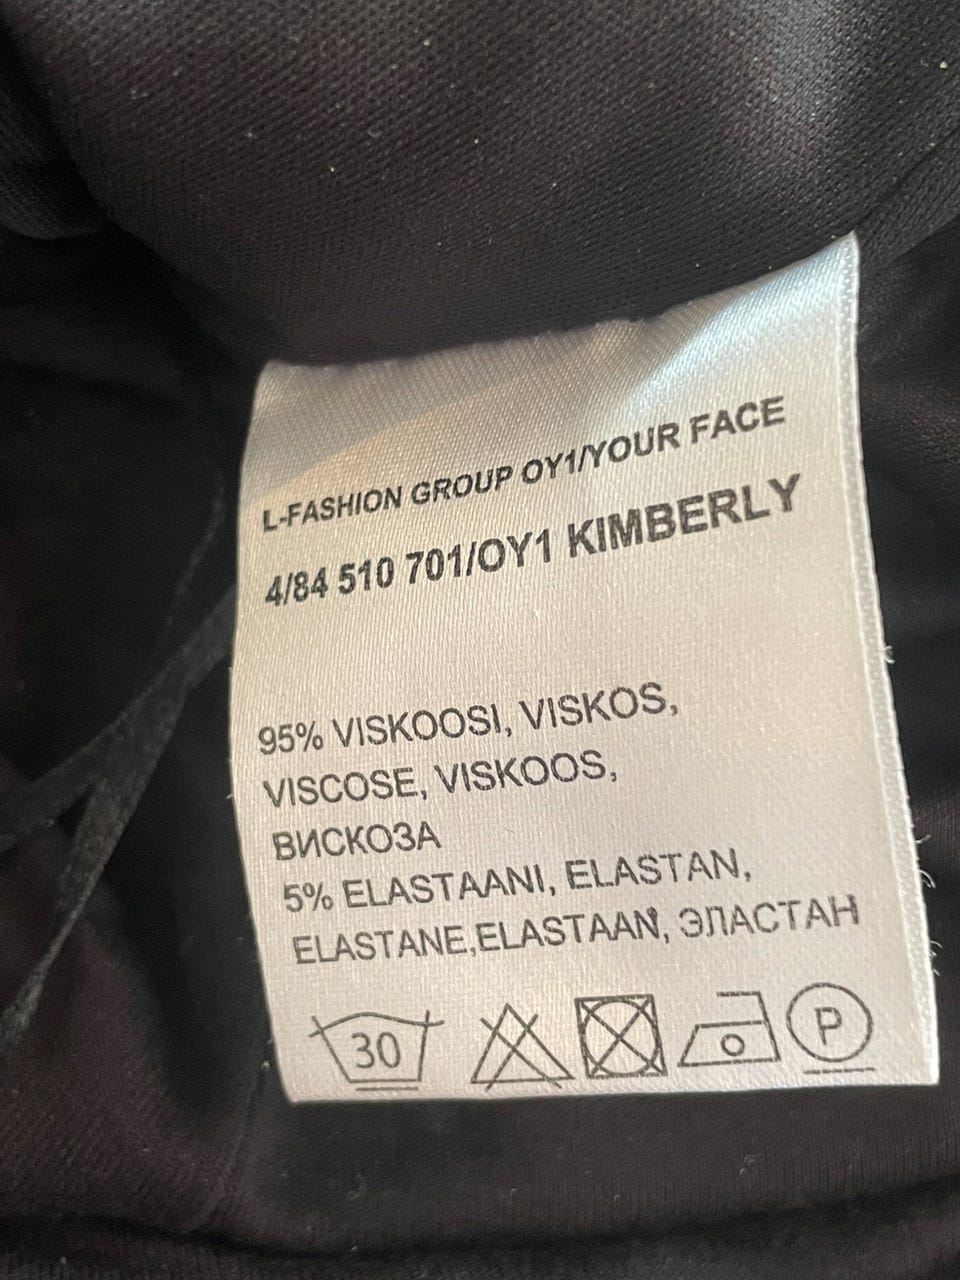 L-FASHION GROUP OY1/YOUR FACE
4/84 510 701/OY1 KIMBERLY
95% VISKOOSI, VISKOS,
VISCOSE, VISKOOS,
ВИСКОЗА
5% ELASTAANI, ELASTAN,
ELASTANE,ELASTAAN, ЭЛАСТАН
30 P